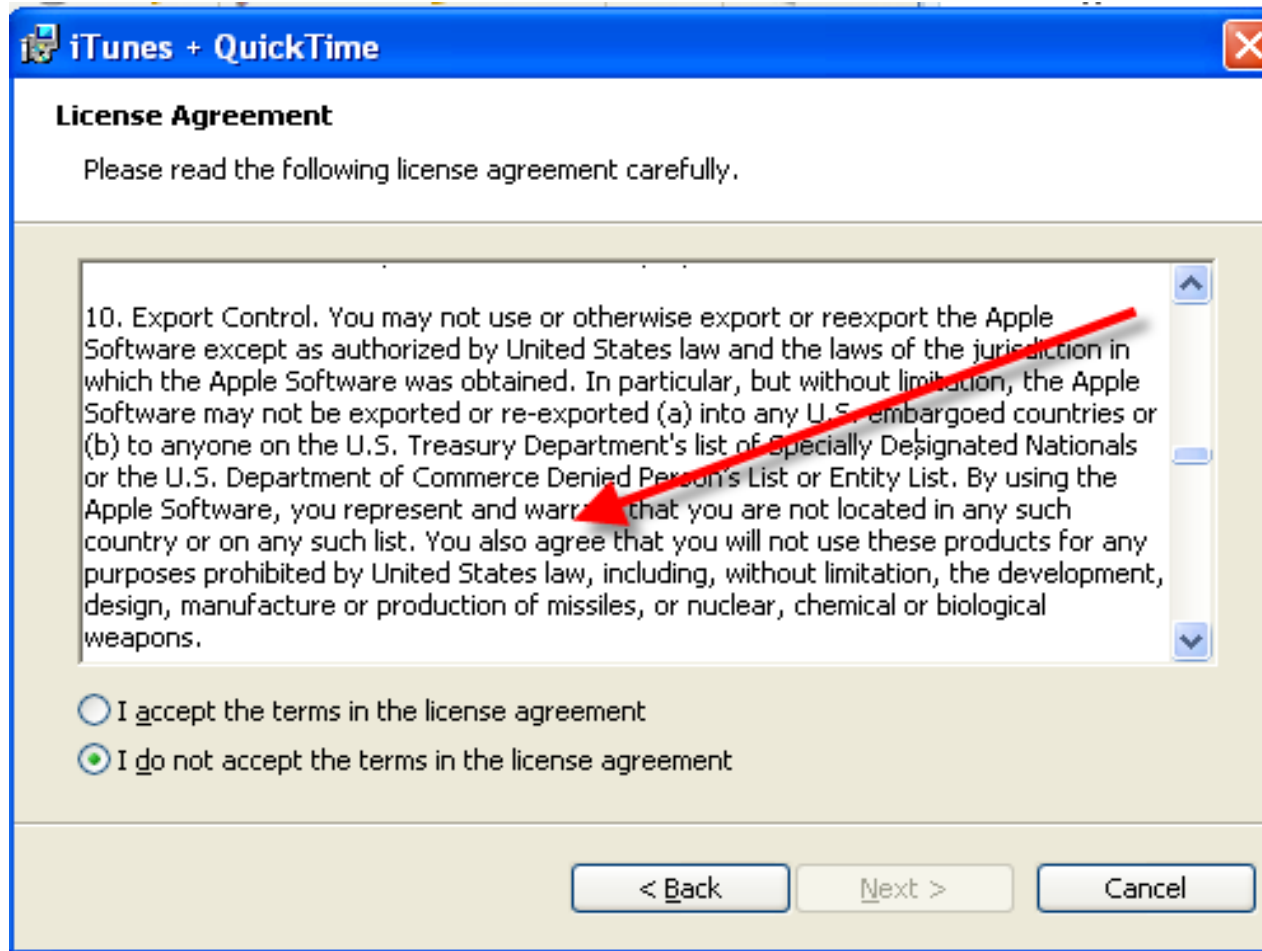 iTunes + QuickTime
License Agreement
Please read the following license agreement carefully.
10. Export Control. You may not use or otherwise export or reexport the Apple
Software except as authorized by United States law and the laws of the jurisdiction in
which the Apple Software was obtained. In particular, but without limitation, the Apple
Software may not be exported or re-exported (a) into any U.S. embargoed countries or
(b) to anyone on the U.S. Treasury Department's list of Specially Designated Nationals
or the U.S. Department of Commerce Denied Person's List or Entity List. By using the
Apple Software, you represent and warrant that you are not located in any such
country or on any such list. You also agree that you will not use these products for any
purposes prohibited by United States law, including, without limitation, the development,
design, manufacture or production of missiles, or nuclear, chemical or biological
weapons.
I accept the terms in the license agreement
I do not accept the terms in the license agreement
< Back
Next >
Cancel